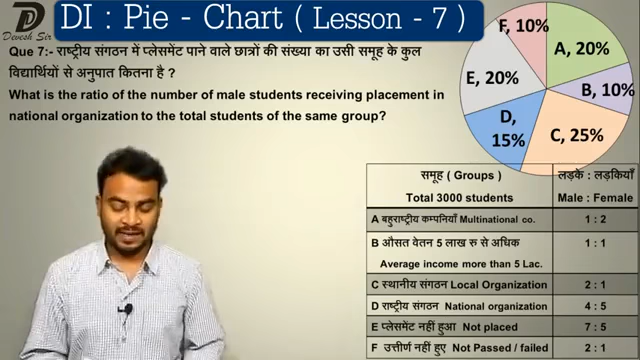 DI : Pie - Chart ( Lesson - 7 )
Devesh Sir
Que 7:- राष्ट्रीय संगठन में प्लेसमेंट पाने वाले छात्रों की संख्या का उसी समूह के कुल
विद्यार्थियों से अनुपात कितना है ?
What is the ratio of the number of male students receiving placement in
national organization to the total students of the same group?
F, 10%
A, 20%
B, 10%
C, 25%
D,
15%
E, 20%
समूह ( Groups )
Total 3000 students
लड़के : लड़कियाँ
Male : Female
A बहुराष्ट्रीय कम्पनियाँ Multinational co. 1 : 2
B औसत वेतन 5 लाख रु से अधिक 1 : 1
Average income more than 5 Lac.
C स्थानीय संगठन Local Organization 2 : 1
D राष्ट्रीय संगठन National organization 4 : 5
E प्लेसमेंट नहीं हुआ Not placed 7 : 5
F उत्तीर्ण नहीं हुए Not Passed / failed 2 : 1